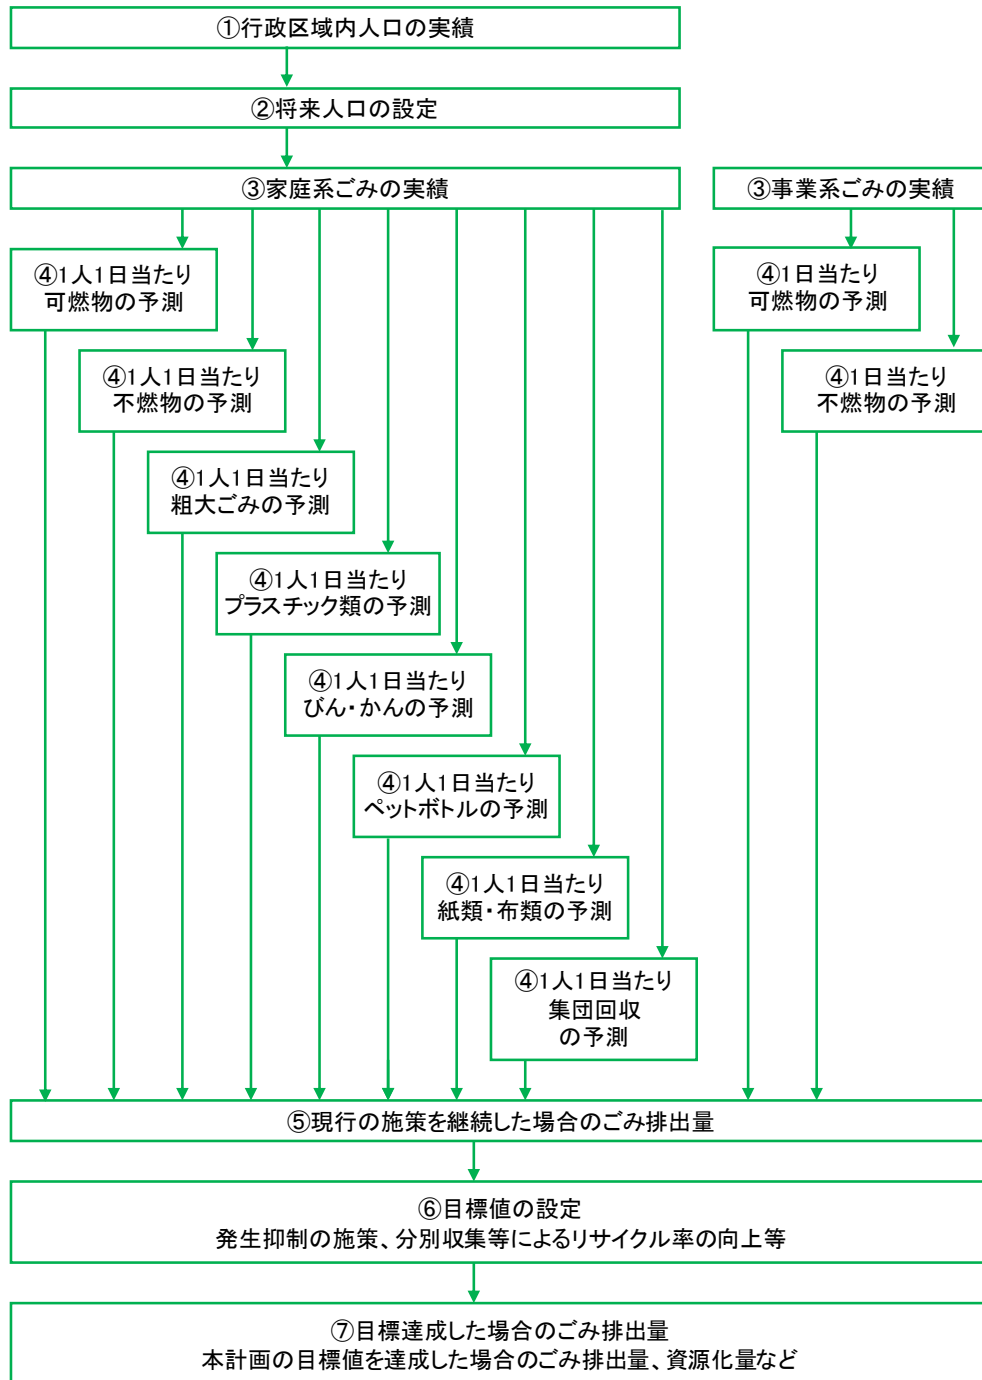 ①行政区域内人口の実績
②将来人口の設定
③家庭系ごみの実績
③事業系ごみの実績
④1人1日当たり
可燃物の予測
④1日当たり
可燃物の予測
④1人1日当たり
不燃物の予測
④1日当たり
不燃物の予測
④1人1日当たり
粗大ごみの予測
④1人1日当たり
プラスチック類の予測
④1人1日当たり
びん・かんの予測
④1人1日当たり
ペットボトルの予測
④1人1日当たり
紙類・布類の予測
④1人1日当たり
集団回収
の予測
⑤現行の施策を継続した場合のごみ排出量
⑥目標値の設定
発生抑制の施策、分別収集等によるリサイクル率の向上等
⑦目標達成した場合のごみ排出量
本計画の目標値を達成した場合のごみ排出量、資源化量など